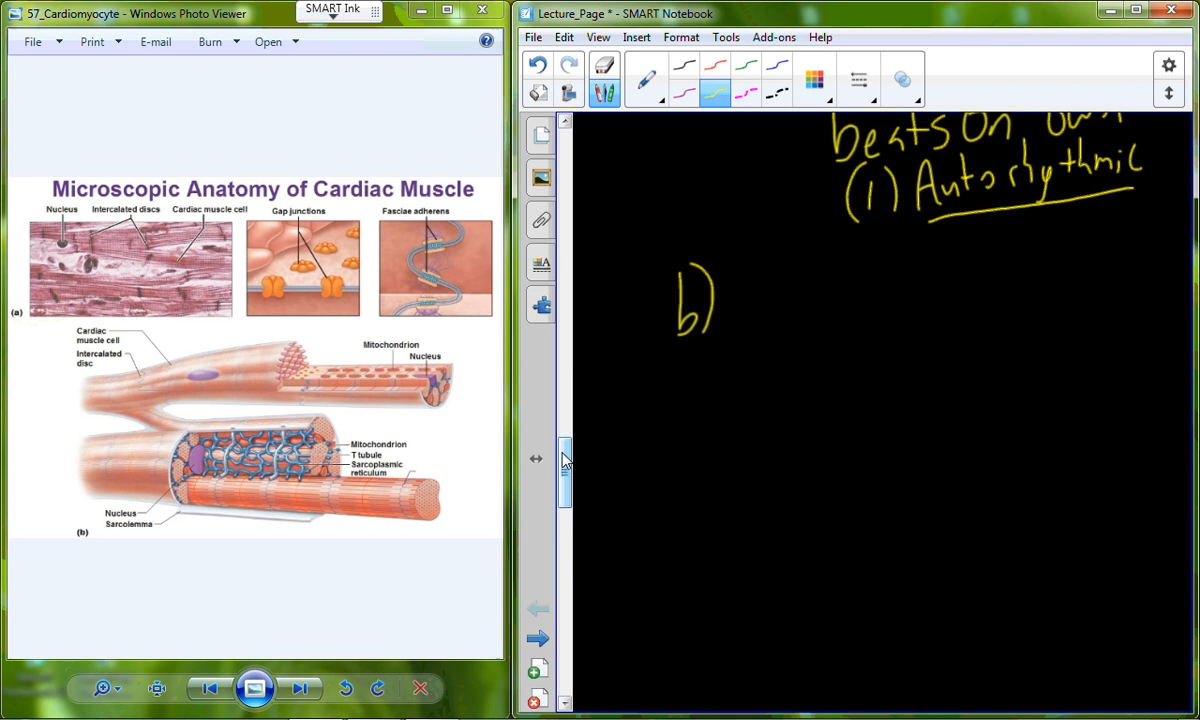 57_Cardiomyocyte - Windows Photo Viewer
SMART Ink
File Print E-mail Burn Open
Microscopic Anatomy of Cardiac Muscle
Nucleus Intercalated discs Cardiac muscle cell Gap junctions Fasciae adherens
(a)
Cardiac
muscle cell
Intercalated
disc
Mitochondrion
Nucleus
Mitochondrion
T tubule
Sarcoplasmic
reticulum
Nucleus
Sarcolemma
(b)
Lecture_Page * - SMART Notebook
File Edit View Insert Format Tools Add-ons Help
beats on own
(1) Autorhythmic
b)